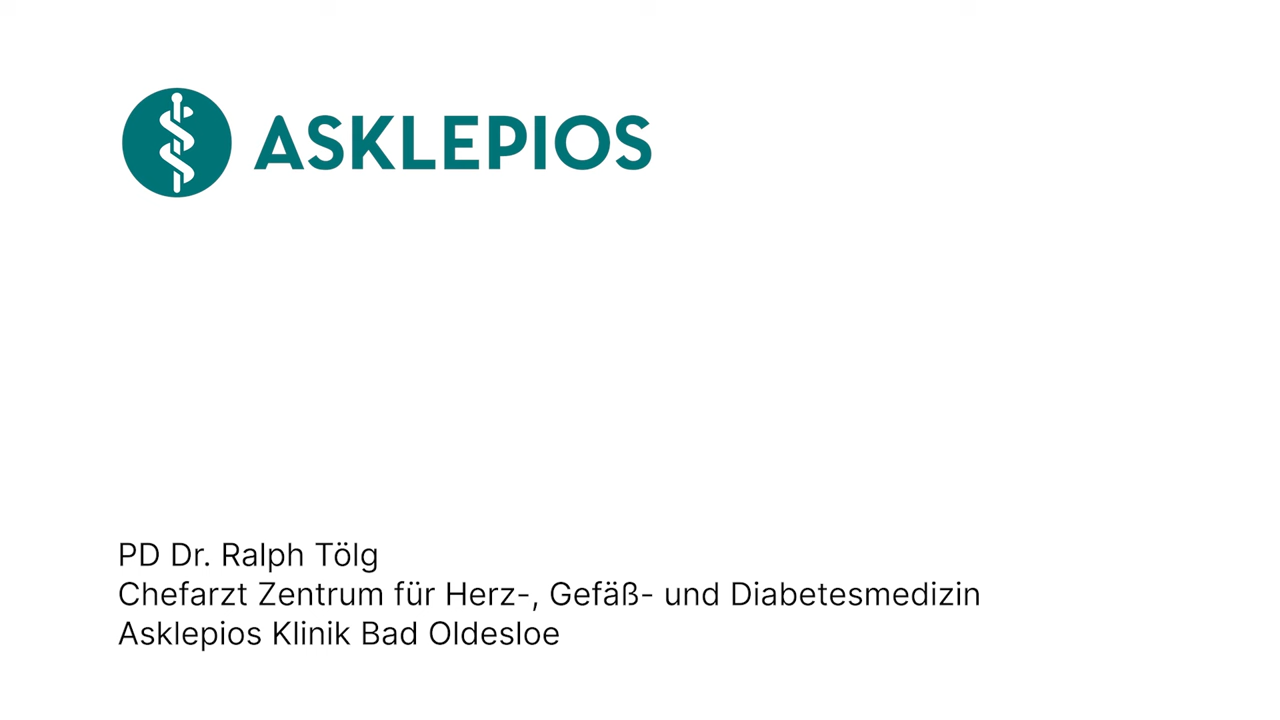 ASKLEPIOS
PD Dr. Ralph Tölg
Chefarzt Zentrum für Herz-, Gefäß- und Diabetesmedizin
Asklepios Klinik Bad Oldesloe